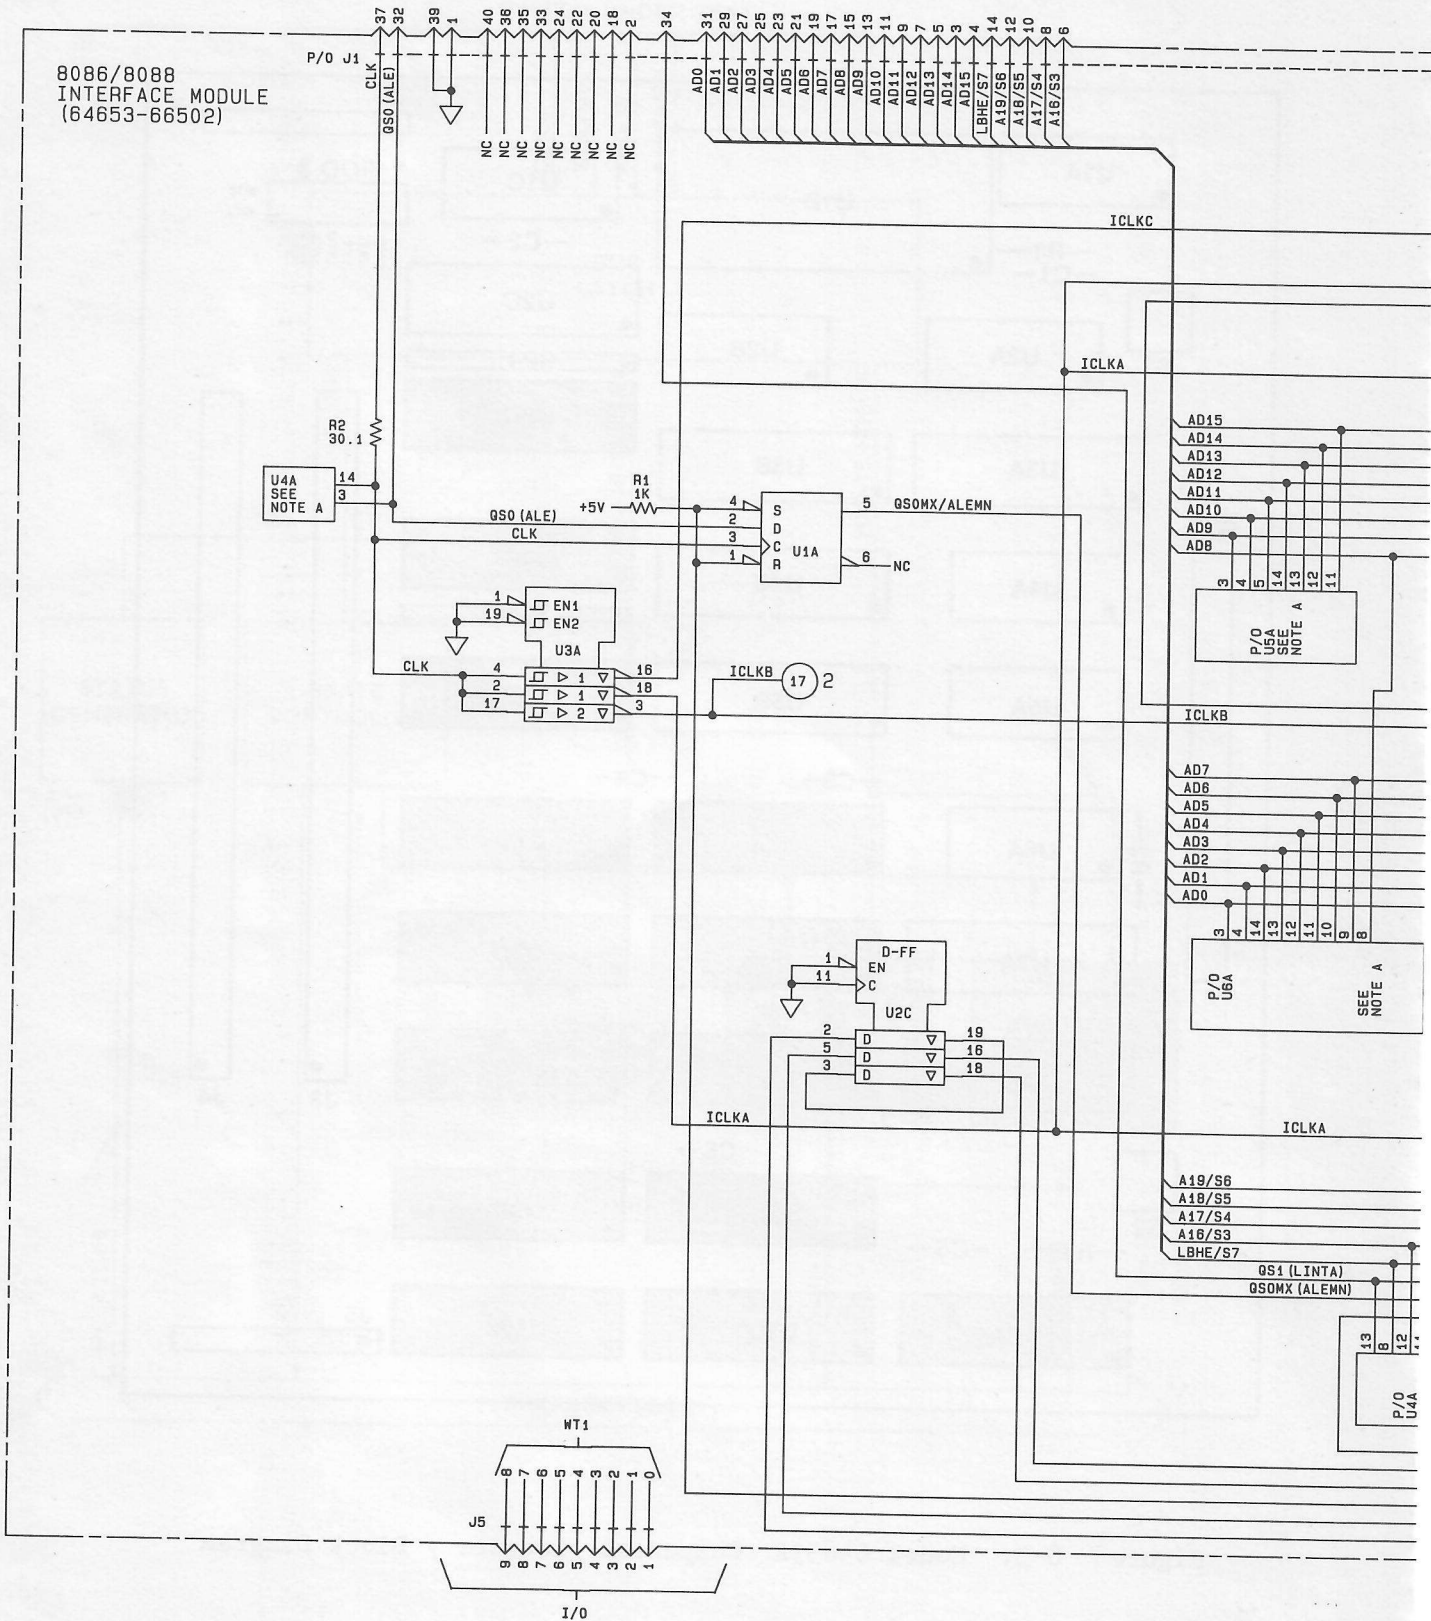 37 32 39 1 40 36 35 33 24 22 20 18 2 34 31 29 27 25 23 21 19 17 15 13 11 9 7 5 3 4 14 12 10 8 6
P/O J1
8086/8088
INTERFACE MODULE
(64653-66502)
CLK
QS0 (ALE)
NC NC NC NC NC NC NC NC NC
AD0 AD1 AD2 AD3 AD4 AD5 AD6 AD7 AD8 AD9 AD10 AD11 AD12 AD13 AD14 AD15 LBHE/S7 A19/S6 A18/S5 A17/S4 A16/S3
ICLKC
ICLKA
R2
30.1
AD15
AD14
AD13
AD12
AD11
AD10
AD9
AD8
U4A
SEE
NOTE A
14
3
R1
1K
+5V
QS0 (ALE)
CLK
4 S
2 D
3 C
1 R
U1A
5 QSOMX/ALEMN
6 NC
3 4 5 14 13 12 11
P/O
U5A
SEE
NOTE A
1 EN1
19 EN2
U3A
CLK
4 1 16
2 1 18
17 2 3
ICLKB
17 2
ICLKB
AD7
AD6
AD5
AD4
AD3
AD2
AD1
AD0
3 4 14 13 12 11 10 9 8
P/O
U6A
SEE
NOTE A
D-FF
1 EN
11 C
U2C
2 D 19
5 D 16
3 D 18
ICLKA
ICLKA
A19/S6
A18/S5
A17/S4
A16/S3
LBHE/S7
QS1 (LINTA)
QSOMX (ALEMN)
13 8 12
P/O
U4A
WT1
8 7 6 5 4 3 2 1 0
J5
9 8 7 6 5 4 3 2 1
I/O